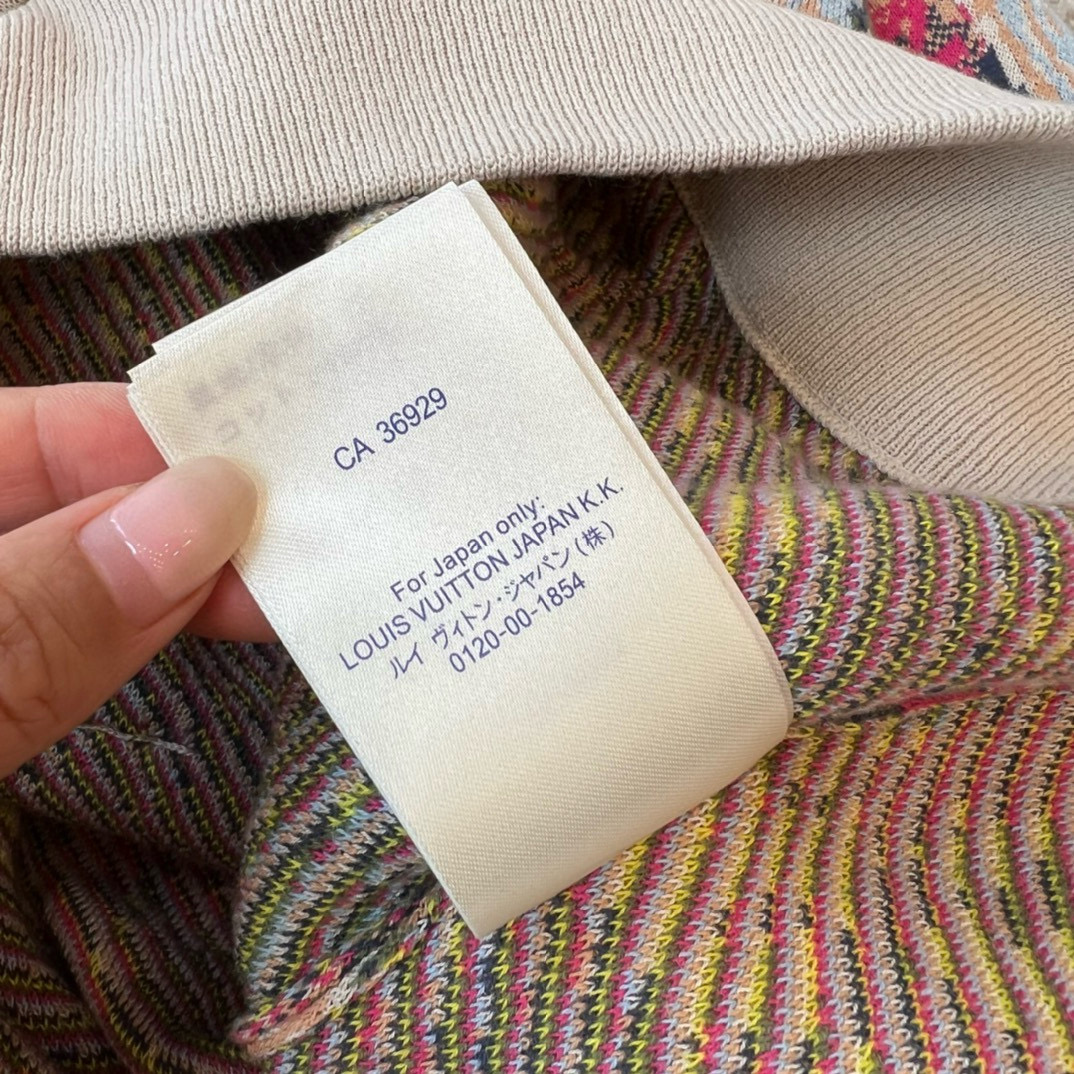 CA 36929
For Japan only:
LOUIS VUITTON JAPAN K.K.
ルイ ヴィトン・ジャパン(株)
0120-00-1854